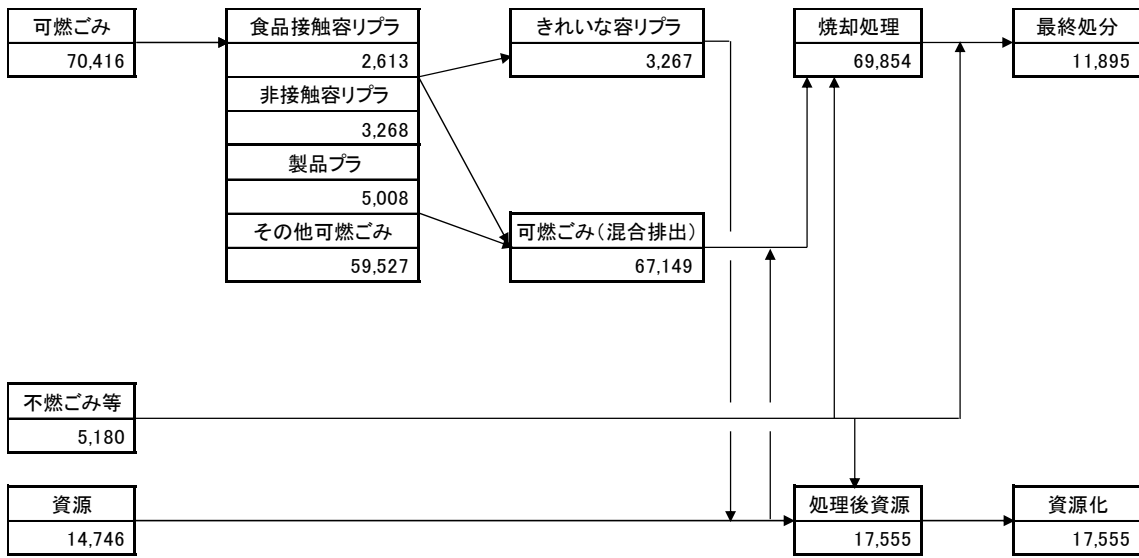 可燃ごみ
70,416
食品接触容リプラ
2,613
非接触容リプラ
3,268
製品プラ
5,008
その他可燃ごみ
59,527
きれいな容リプラ
3,267
可燃ごみ(混合排出)
67,149
焼却処理
69,854
最終処分
11,895
不燃ごみ等
5,180
資源
14,746
処理後資源
17,555
資源化
17,555